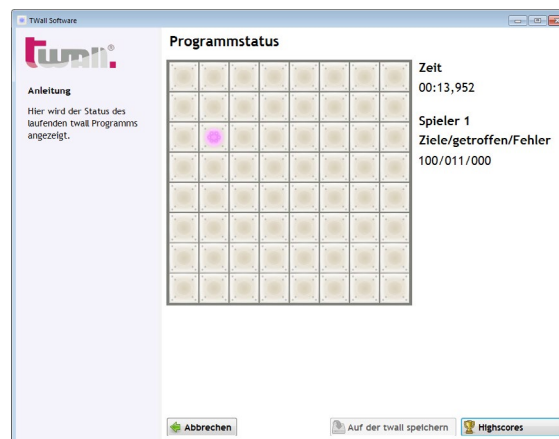 TWall Software
twall®
Programmstatus
Anleitung
Hier wird der Status des
laufenden twall Programms
angezeigt.
Zeit
00:13,952
Spieler 1
Ziele/getroffen/Fehler
100/011/000
Abbrechen
Auf der twall speichern
Highscores